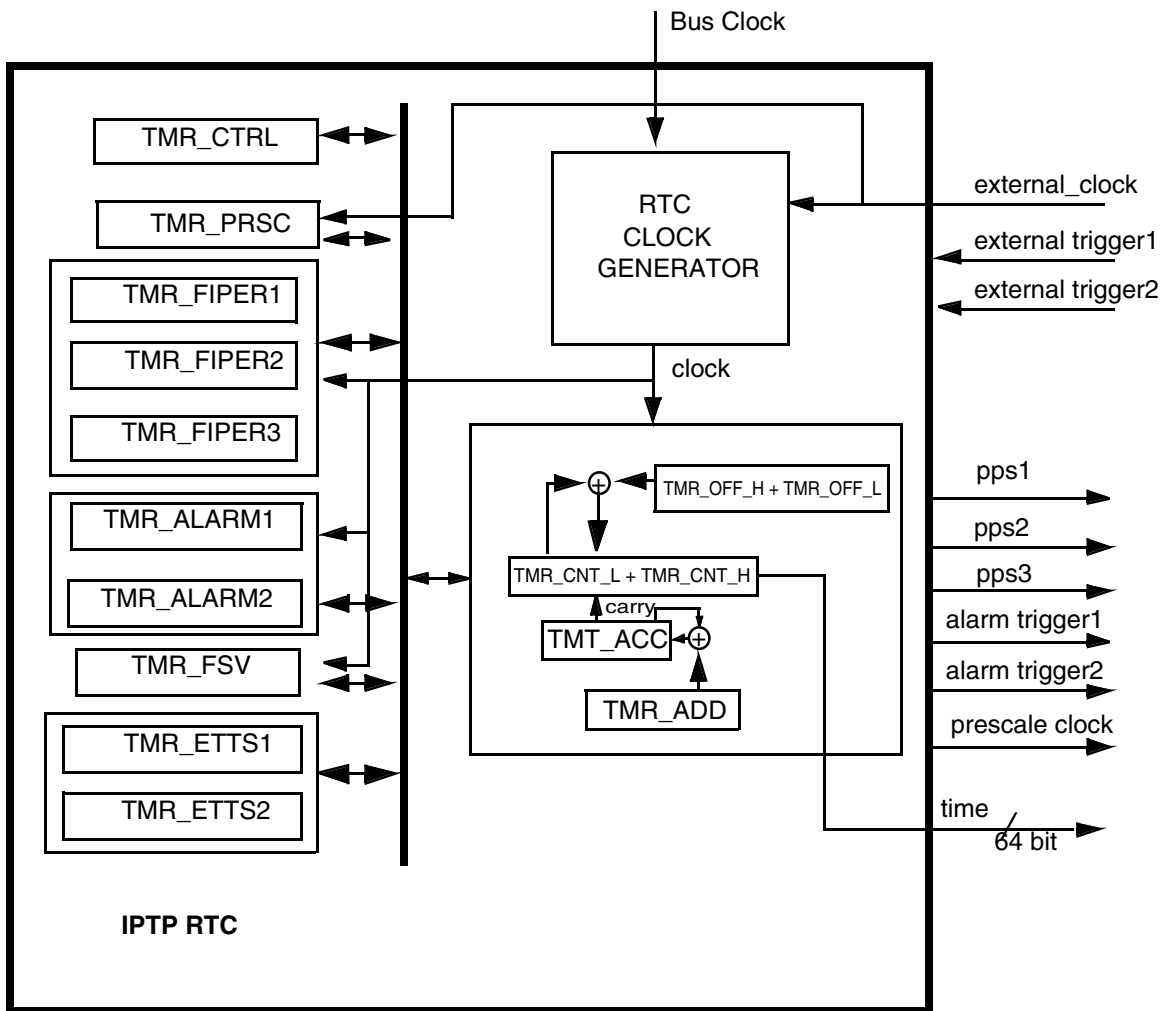 Bus Clock
TMR_CTRL
TMR_PRSC
TMR_FIPER1
TMR_FIPER2
TMR_FIPER3
TMR_ALARM1
TMR_ALARM2
TMR_FSV
TMR_ETTS1
TMR_ETTS2
IPTP RTC
RTC
CLOCK
GENERATOR
clock
TMR_OFF_H + TMR_OFF_L
+
TMR_CNT_L + TMR_CNT_H
carry
TMT_ACC
+
TMR_ADD
external_clock
external trigger1
external trigger2
pps1
pps2
pps3
alarm trigger1
alarm trigger2
prescale clock
time
64 bit